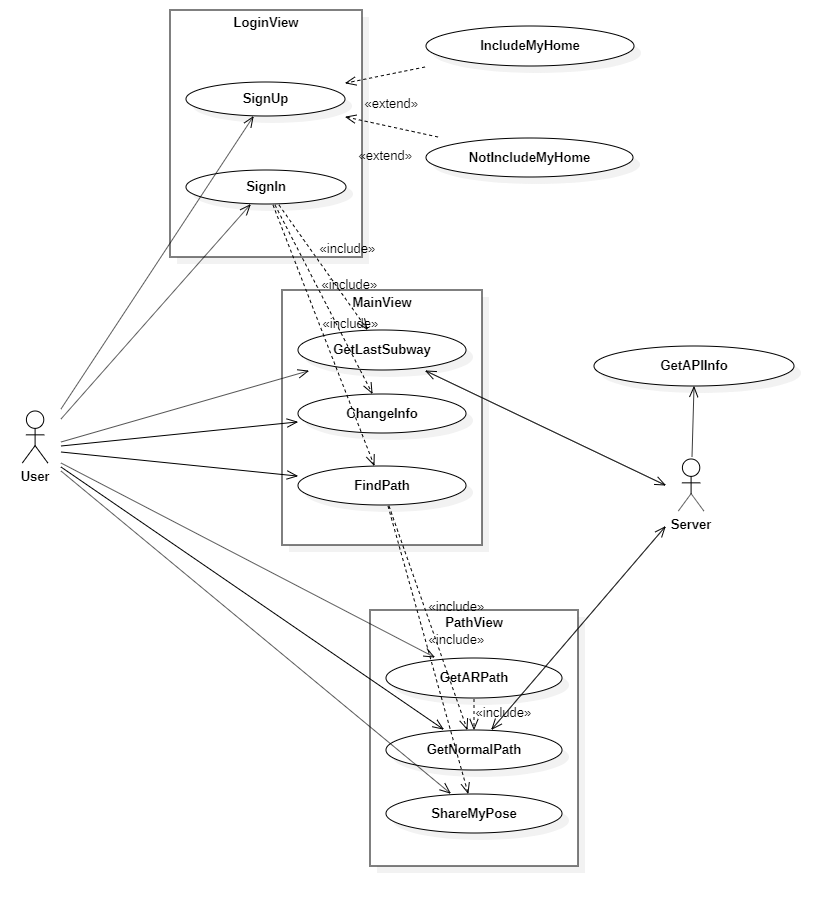 LoginView
IncludeMyHome
SignUp
«extend»
NotIncludeMyHome
«extend»
SignIn
«include»
«include»
MainView
«include»
GetLastSubway
GetAPIInfo
ChangeInfo
User
FindPath
Server
«include»
PathView
«include»
GetARPath
«include»
GetNormalPath
ShareMyPose